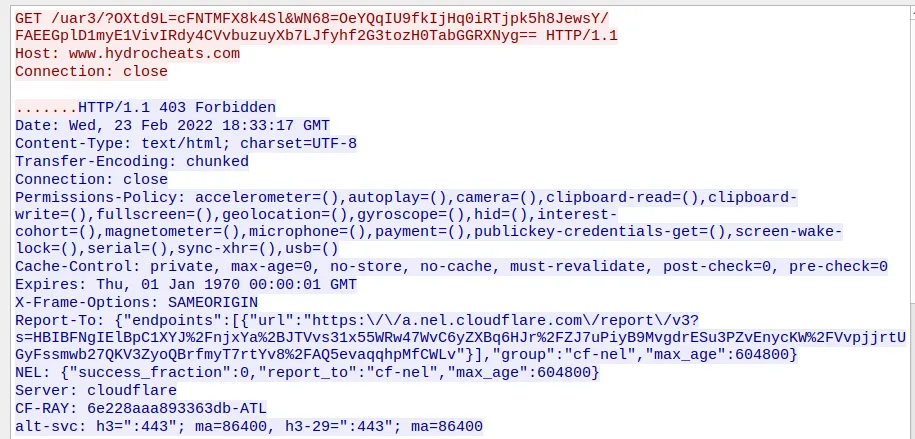 GET /uar3/?OXtd9L=cFNTMFX8k4Sl&WN68=OeYQqIU9fkIjHq0iRTjpk5h8JewsY/
FAEEGplD1myE1VivIRdy4CVvbuzuyXb7LJfyhf2G3tozH0TabGGRXNyg== HTTP/1.1
Host: www.hydrocheats.com
Connection: close

.......HTTP/1.1 403 Forbidden
Date: Wed, 23 Feb 2022 18:33:17 GMT
Content-Type: text/html; charset=UTF-8
Transfer-Encoding: chunked
Connection: close
Permissions-Policy: accelerometer=(),autoplay=(),camera=(),clipboard-read=(),clipboard-
write=(),fullscreen=(),geolocation=(),gyroscope=(),hid=(),interest-
cohort=(),magnetometer=(),microphone=(),payment=(),publickey-credentials-get=(),screen-wake-
lock=(),serial=(),sync-xhr=(),usb=()
Cache-Control: private, max-age=0, no-store, no-cache, must-revalidate, post-check=0, pre-check=0
Expires: Thu, 01 Jan 1970 00:00:01 GMT
X-Frame-Options: SAMEORIGIN
Report-To: {"endpoints":[{"url":"https:\/\/a.nel.cloudflare.com\/report\/v3?
s=HBIBFNgIElBpC1XYJ%2FnjxYa%2BJTVvs31x55WRw47WvC6yZXBq6HJr%2FZJ7uPiyB9MvgdrESu3PZvEnycKW%2FVvpjjrtU
GyFssmwb27QKV3ZyoQBrfmyT7rtYv8%2FAQ5evaqqhpMfCWLv"}],"group":"cf-nel","max_age":604800}
NEL: {"success_fraction":0,"report_to":"cf-nel","max_age":604800}
Server: cloudflare
CF-RAY: 6e228aaa893363db-ATL
alt-svc: h3=":443"; ma=86400, h3-29=":443"; ma=86400